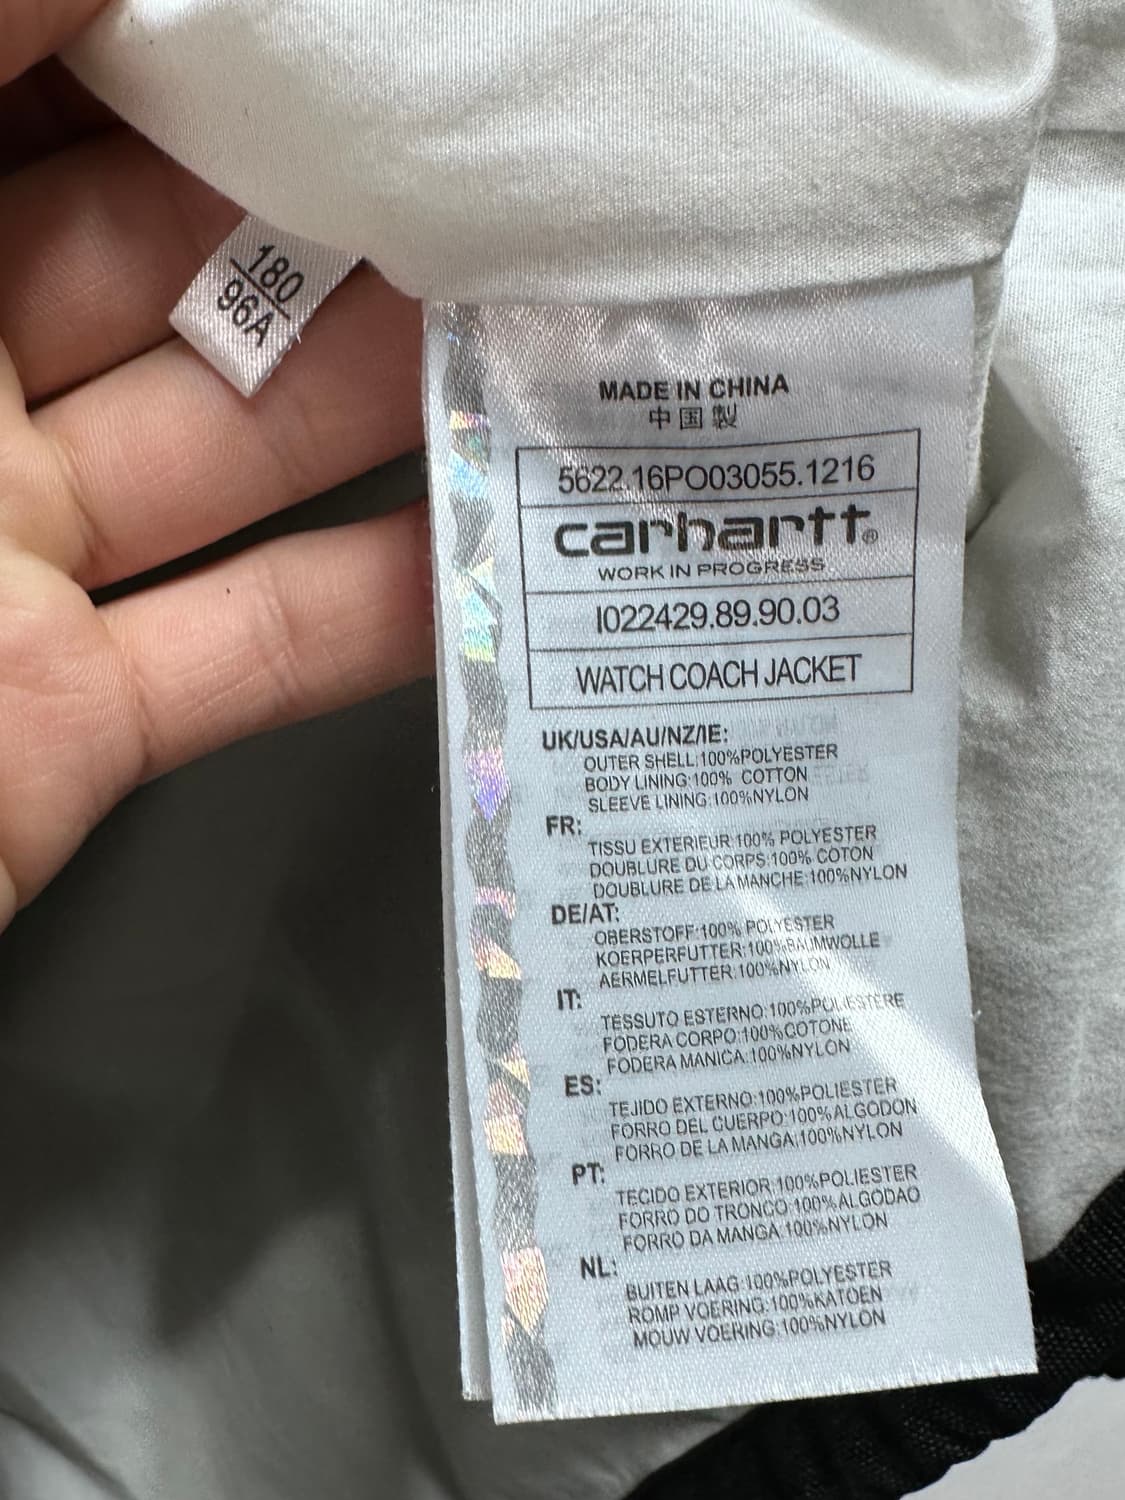 180
96A
MADE IN CHINA
中国製
5622.16PO03055.1216
carhartt®
WORK IN PROGRESS
I022429.89.90.03
WATCH COACH JACKET
UK/USA/AU/NZ/IE:
OUTER SHELL:100%POLYESTER
BODY LINING:100% COTTON
SLEEVE LINING:100%NYLON
FR:
TISSU EXTERIEUR:100% POLYESTER
DOUBLURE DU CORPS:100% COTON
DOUBLURE DE LA MANCHE:100%NYLON
DE/AT:
OBERSTOFF:100% POLYESTER
KOERPERFUTTER:100%BAUMWOLLE
AERMELFUTTER:100%NYLON
IT:
TESSUTO ESTERNO:100%POLIESTERE
FODERA CORPO:100%COTONE
FODERA MANICA:100%NYLON
ES:
TEJIDO EXTERNO:100%POLIESTER
FORRO DEL CUERPO:100%ALGODON
FORRO DE LA MANGA:100%NYLON
PT:
TECIDO EXTERIOR:100%POLIESTER
FORRO DO TRONCO:100%ALGODAO
FORRO DA MANGA:100%NYLON
NL:
BUITEN LAAG:100%POLYESTER
ROMP VOERING:100%KATOEN
MOUW VOERING:100%NYLON